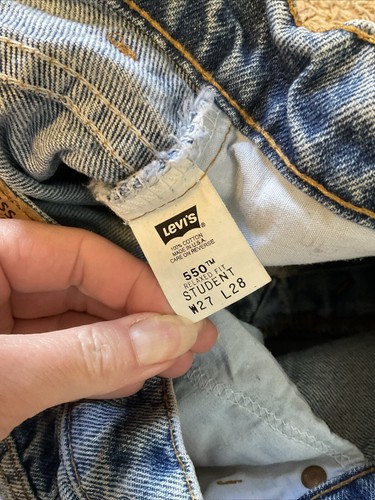 LEVI'S®
100% COTTON
MADE IN U.S.A.
CARE ON REVERSE
550™
RELAXED FIT
STUDENT
W27 L28